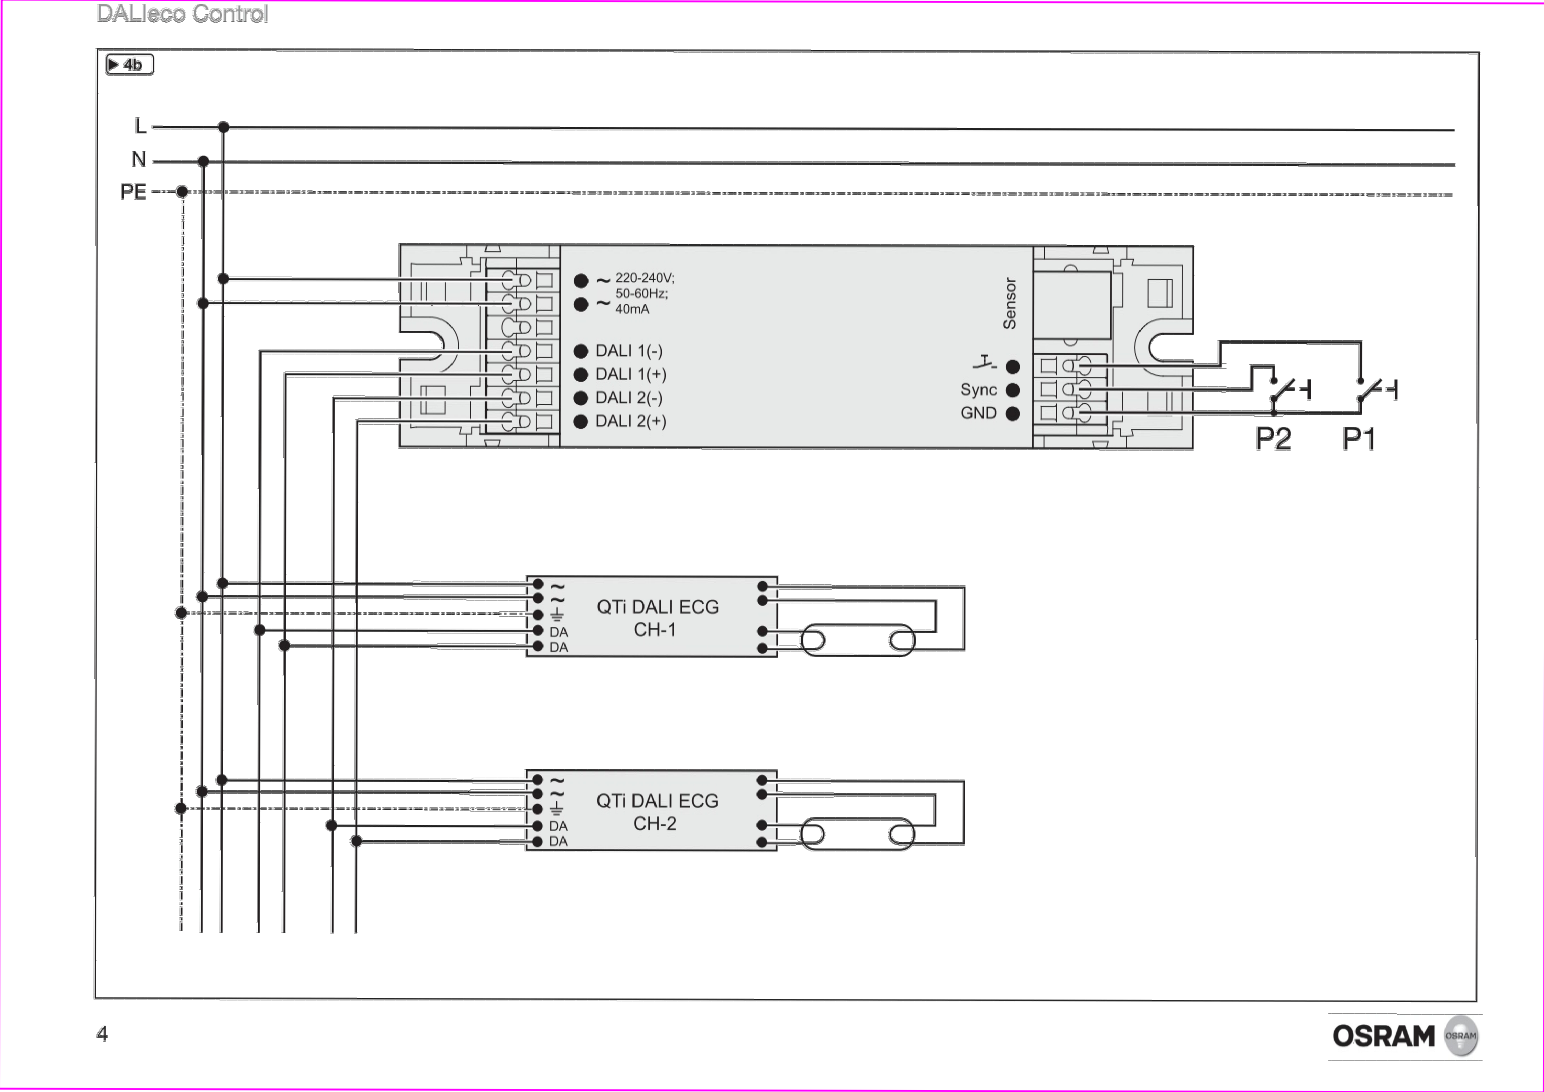 DALIeco Control
4b
L
N
PE
~ 220-240V;
50-60Hz;
~ 40mA
DALI 1(-)
DALI 1(+)
DALI 2(-)
DALI 2(+)
Sensor
Sync
GND
P2 P1
~
~
DA
DA
QTi DALI ECG
CH-1
~
~
DA
DA
QTi DALI ECG
CH-2
4
OSRAM OSRAM